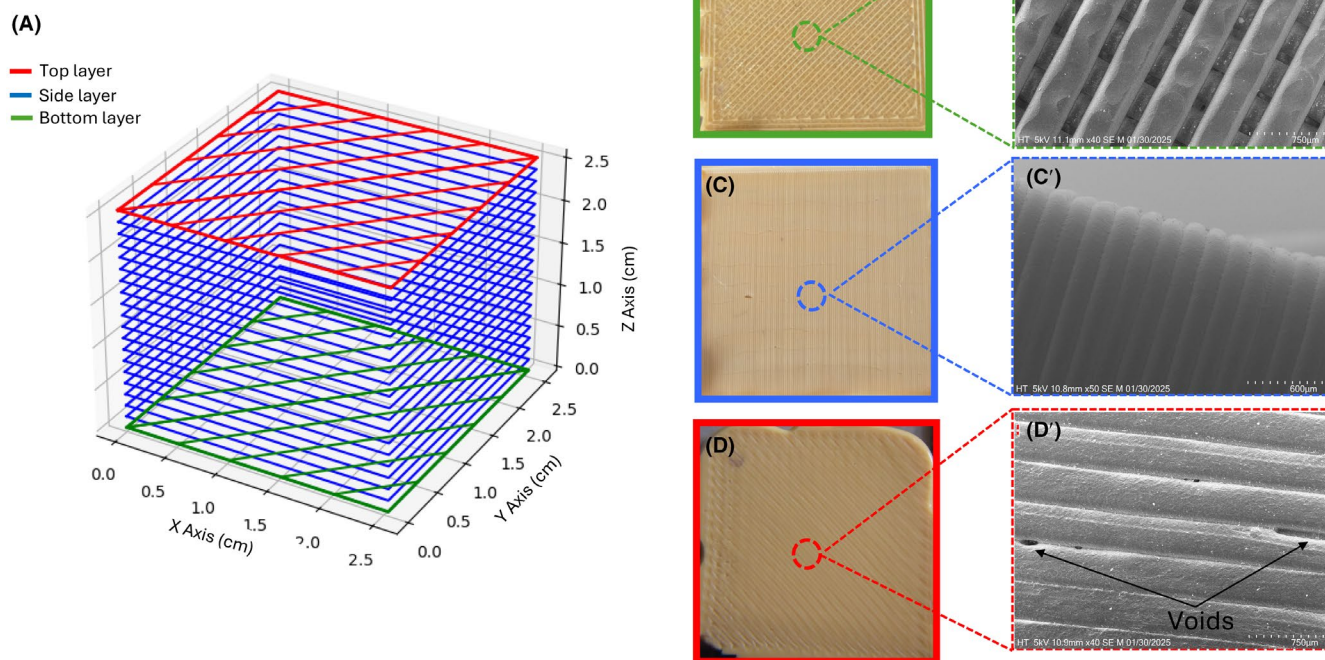 (A)
Top layer
Side layer
Bottom layer
2.5
2.0
1.5
1.0
0.5
0.0
Z Axis (cm)
0.0
0.5
1.0
1.5
2.0
2.5
X Axis (cm)
0.0
0.5
1.0
1.5
2.0
2.5
Y Axis (cm)
HT 5kV 11.1mm x40 SE M 01/30/2025
750µm
(C)
(C′)
HT 5kV 10.8mm x50 SE M 01/30/2025
600µm
(D)
(D′)
Voids
HT 5kV 10.9mm x40 SE M 01/30/2025
750µm